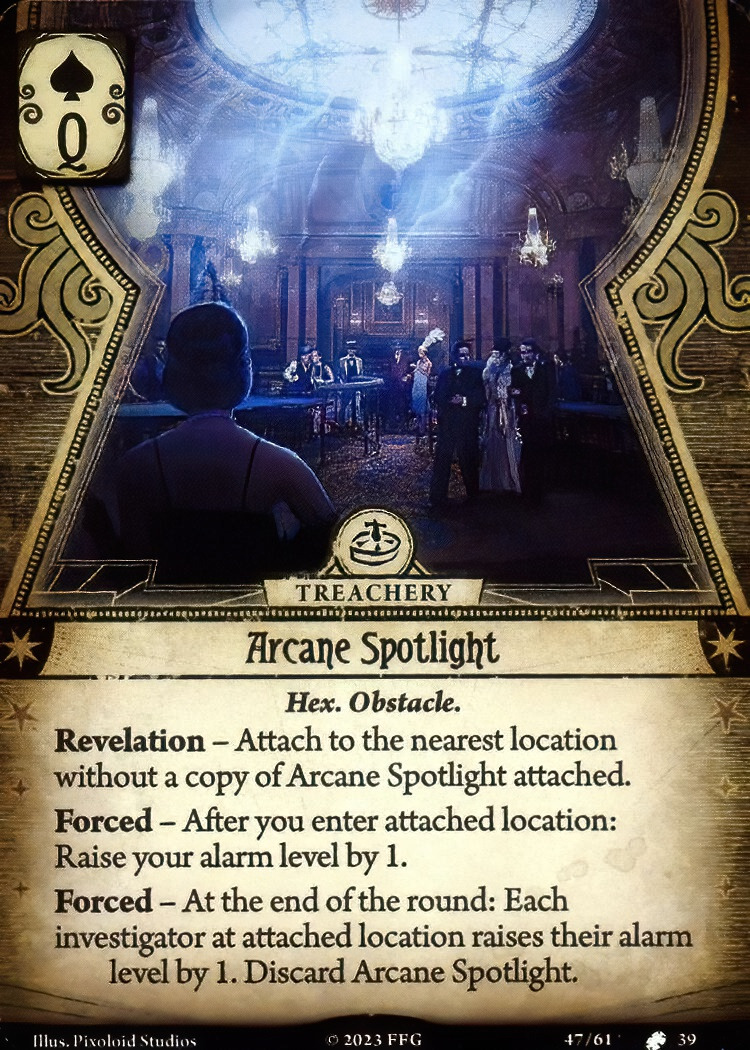 Q
TREACHERY
Arcane Spotlight
Hex. Obstacle.
Revelation – Attach to the nearest location
without a copy of Arcane Spotlight attached.
Forced – After you enter attached location:
Raise your alarm level by 1.
Forced – At the end of the round: Each
investigator at attached location raises their alarm
level by 1. Discard Arcane Spotlight.
Illus. Pixoloid Studios © 2023 FFG 47/61 39